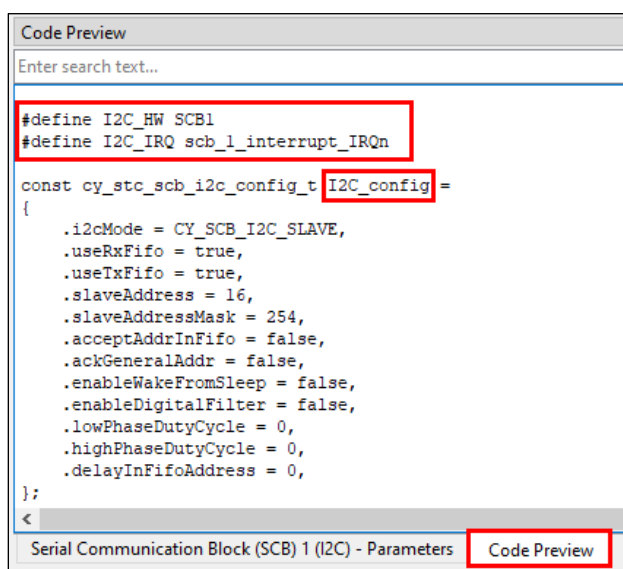 Code Preview
Enter search text...
#define I2C_HW SCB1
#define I2C_IRQ scb_1_interrupt_IRQn
const cy_stc_scb_i2c_config_t I2C_config =
{
    .i2cMode = CY_SCB_I2C_SLAVE,
    .useRxFifo = true,
    .useTxFifo = true,
    .slaveAddress = 16,
    .slaveAddressMask = 254,
    .acceptAddrInFifo = false,
    .ackGeneralAddr = false,
    .enableWakeFromSleep = false,
    .enableDigitalFilter = false,
    .lowPhaseDutyCycle = 0,
    .highPhaseDutyCycle = 0,
    .delayInFifoAddress = 0,
};
Serial Communication Block (SCB) 1 (I2C) - Parameters Code Preview